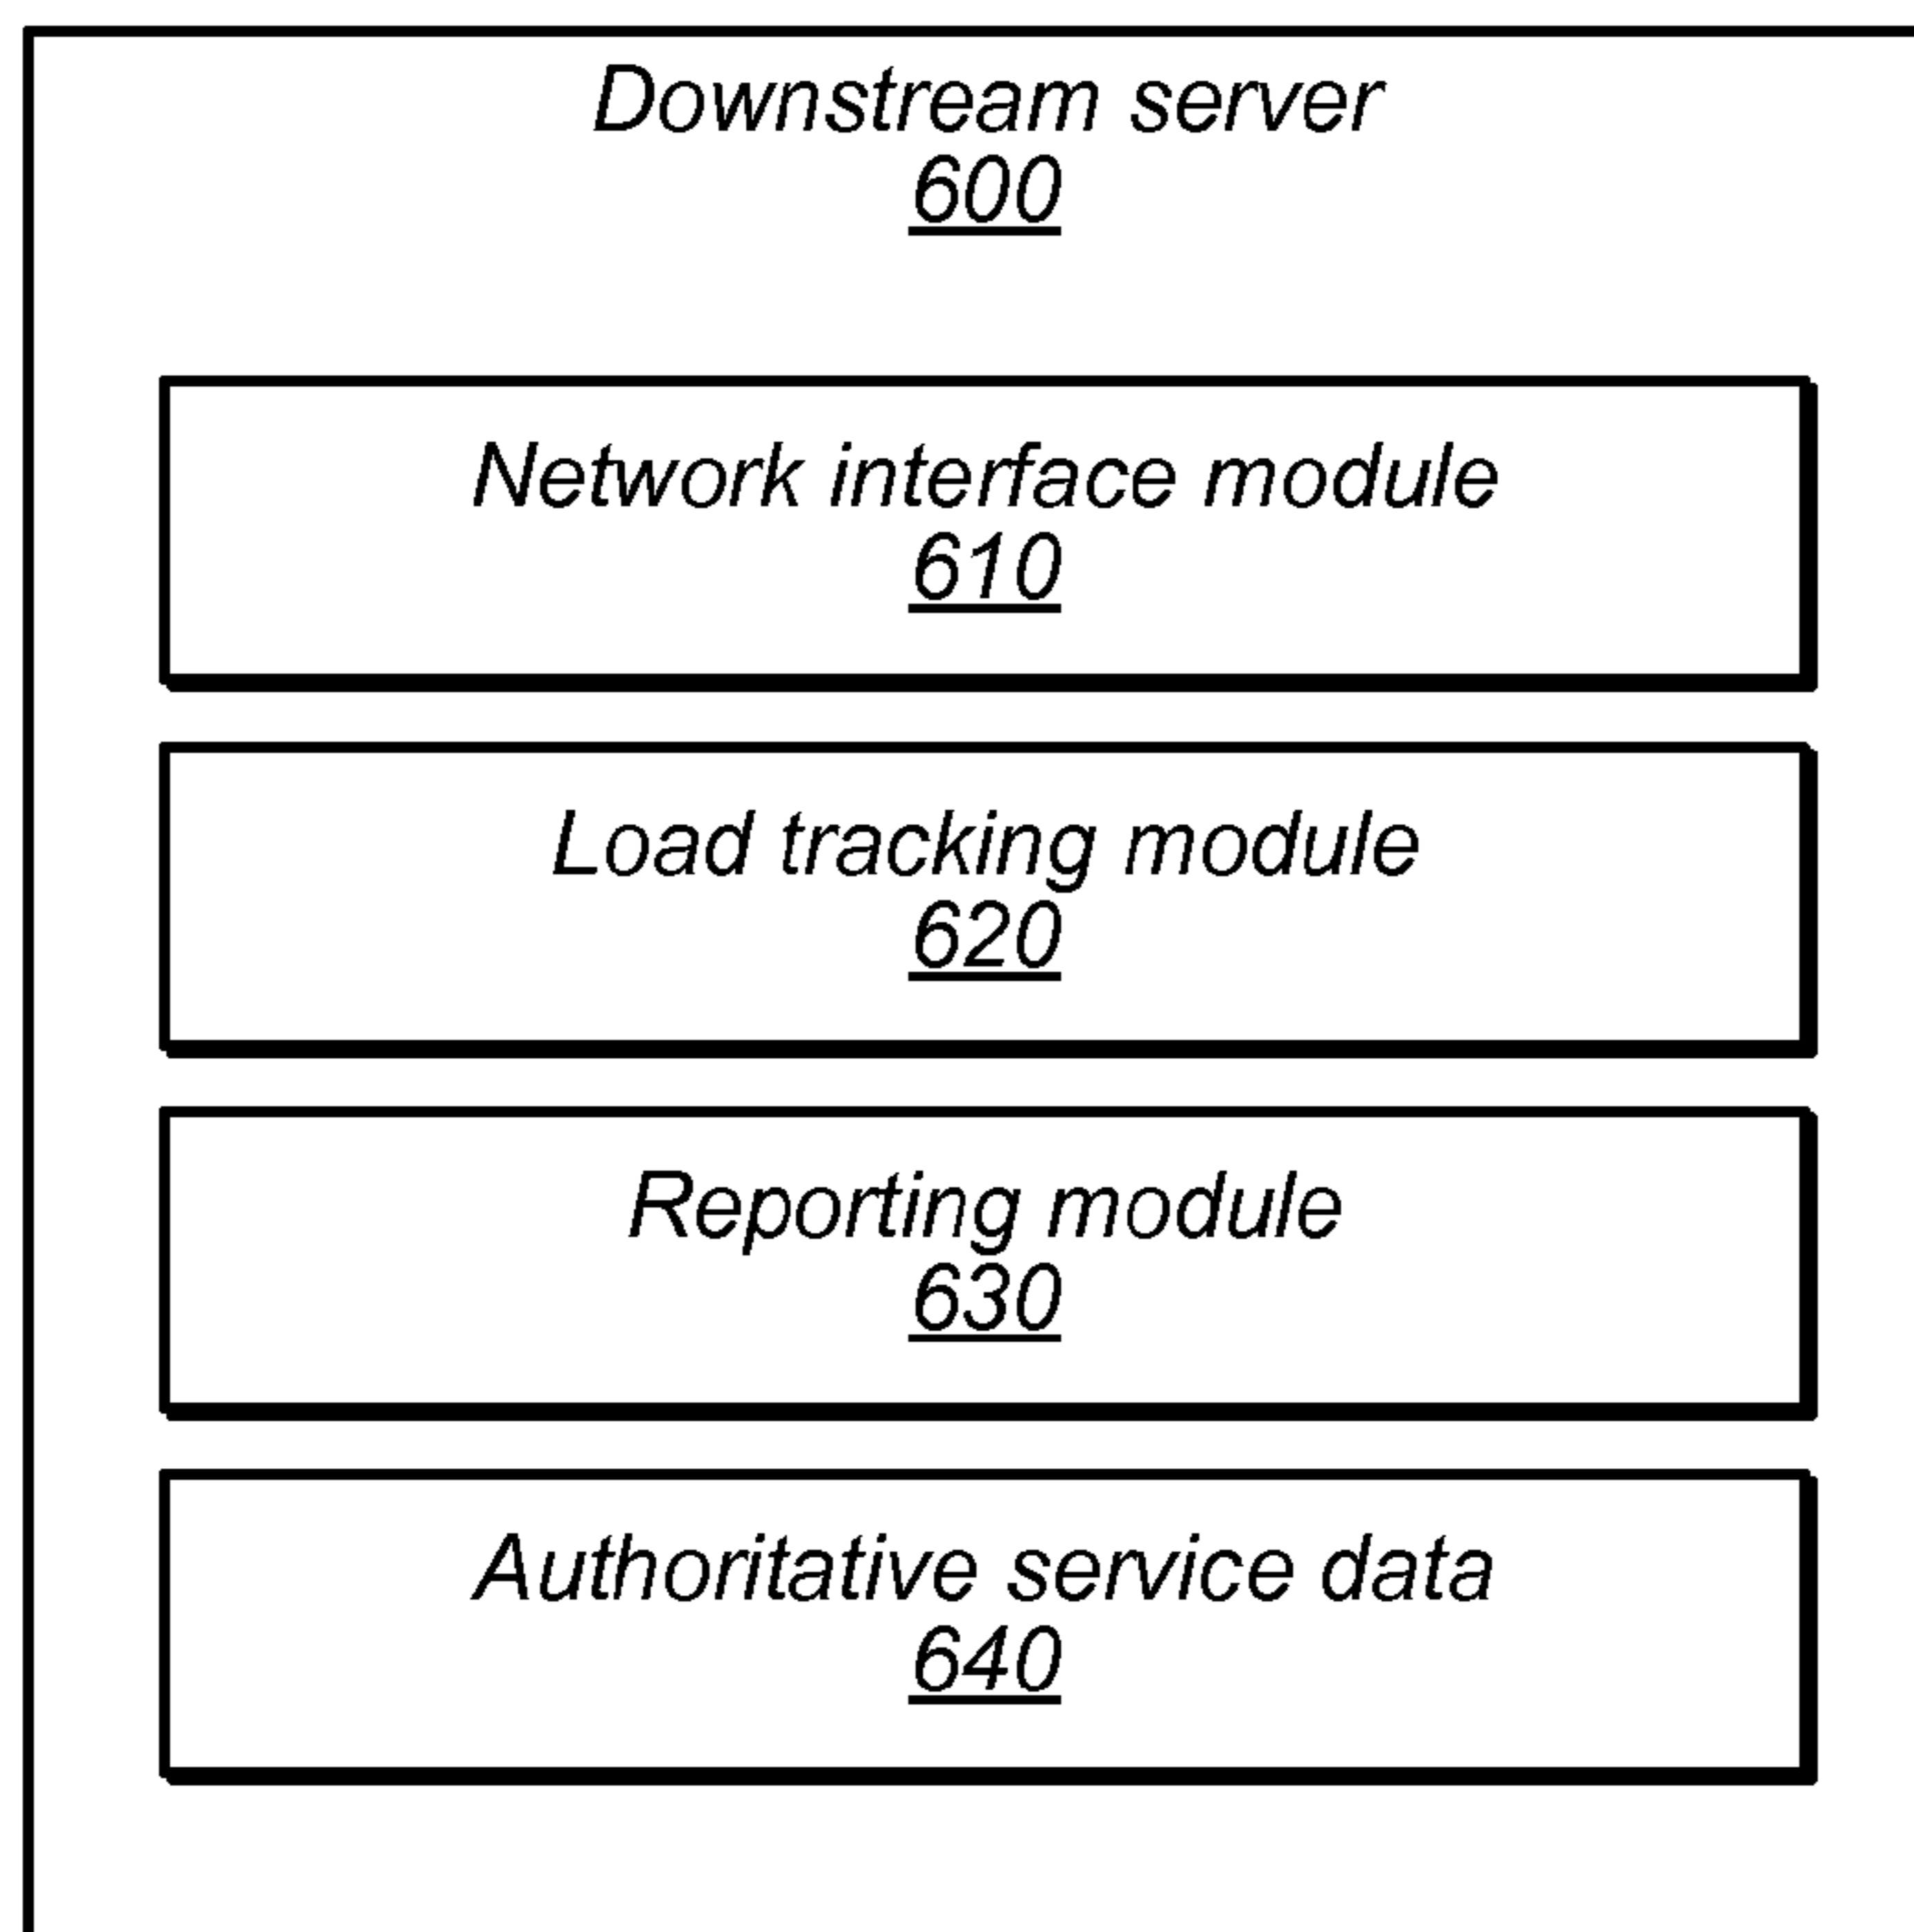 Downstream server
600
Network interface module
610
Load tracking module
620
Reporting module
630
Authoritative service data
640